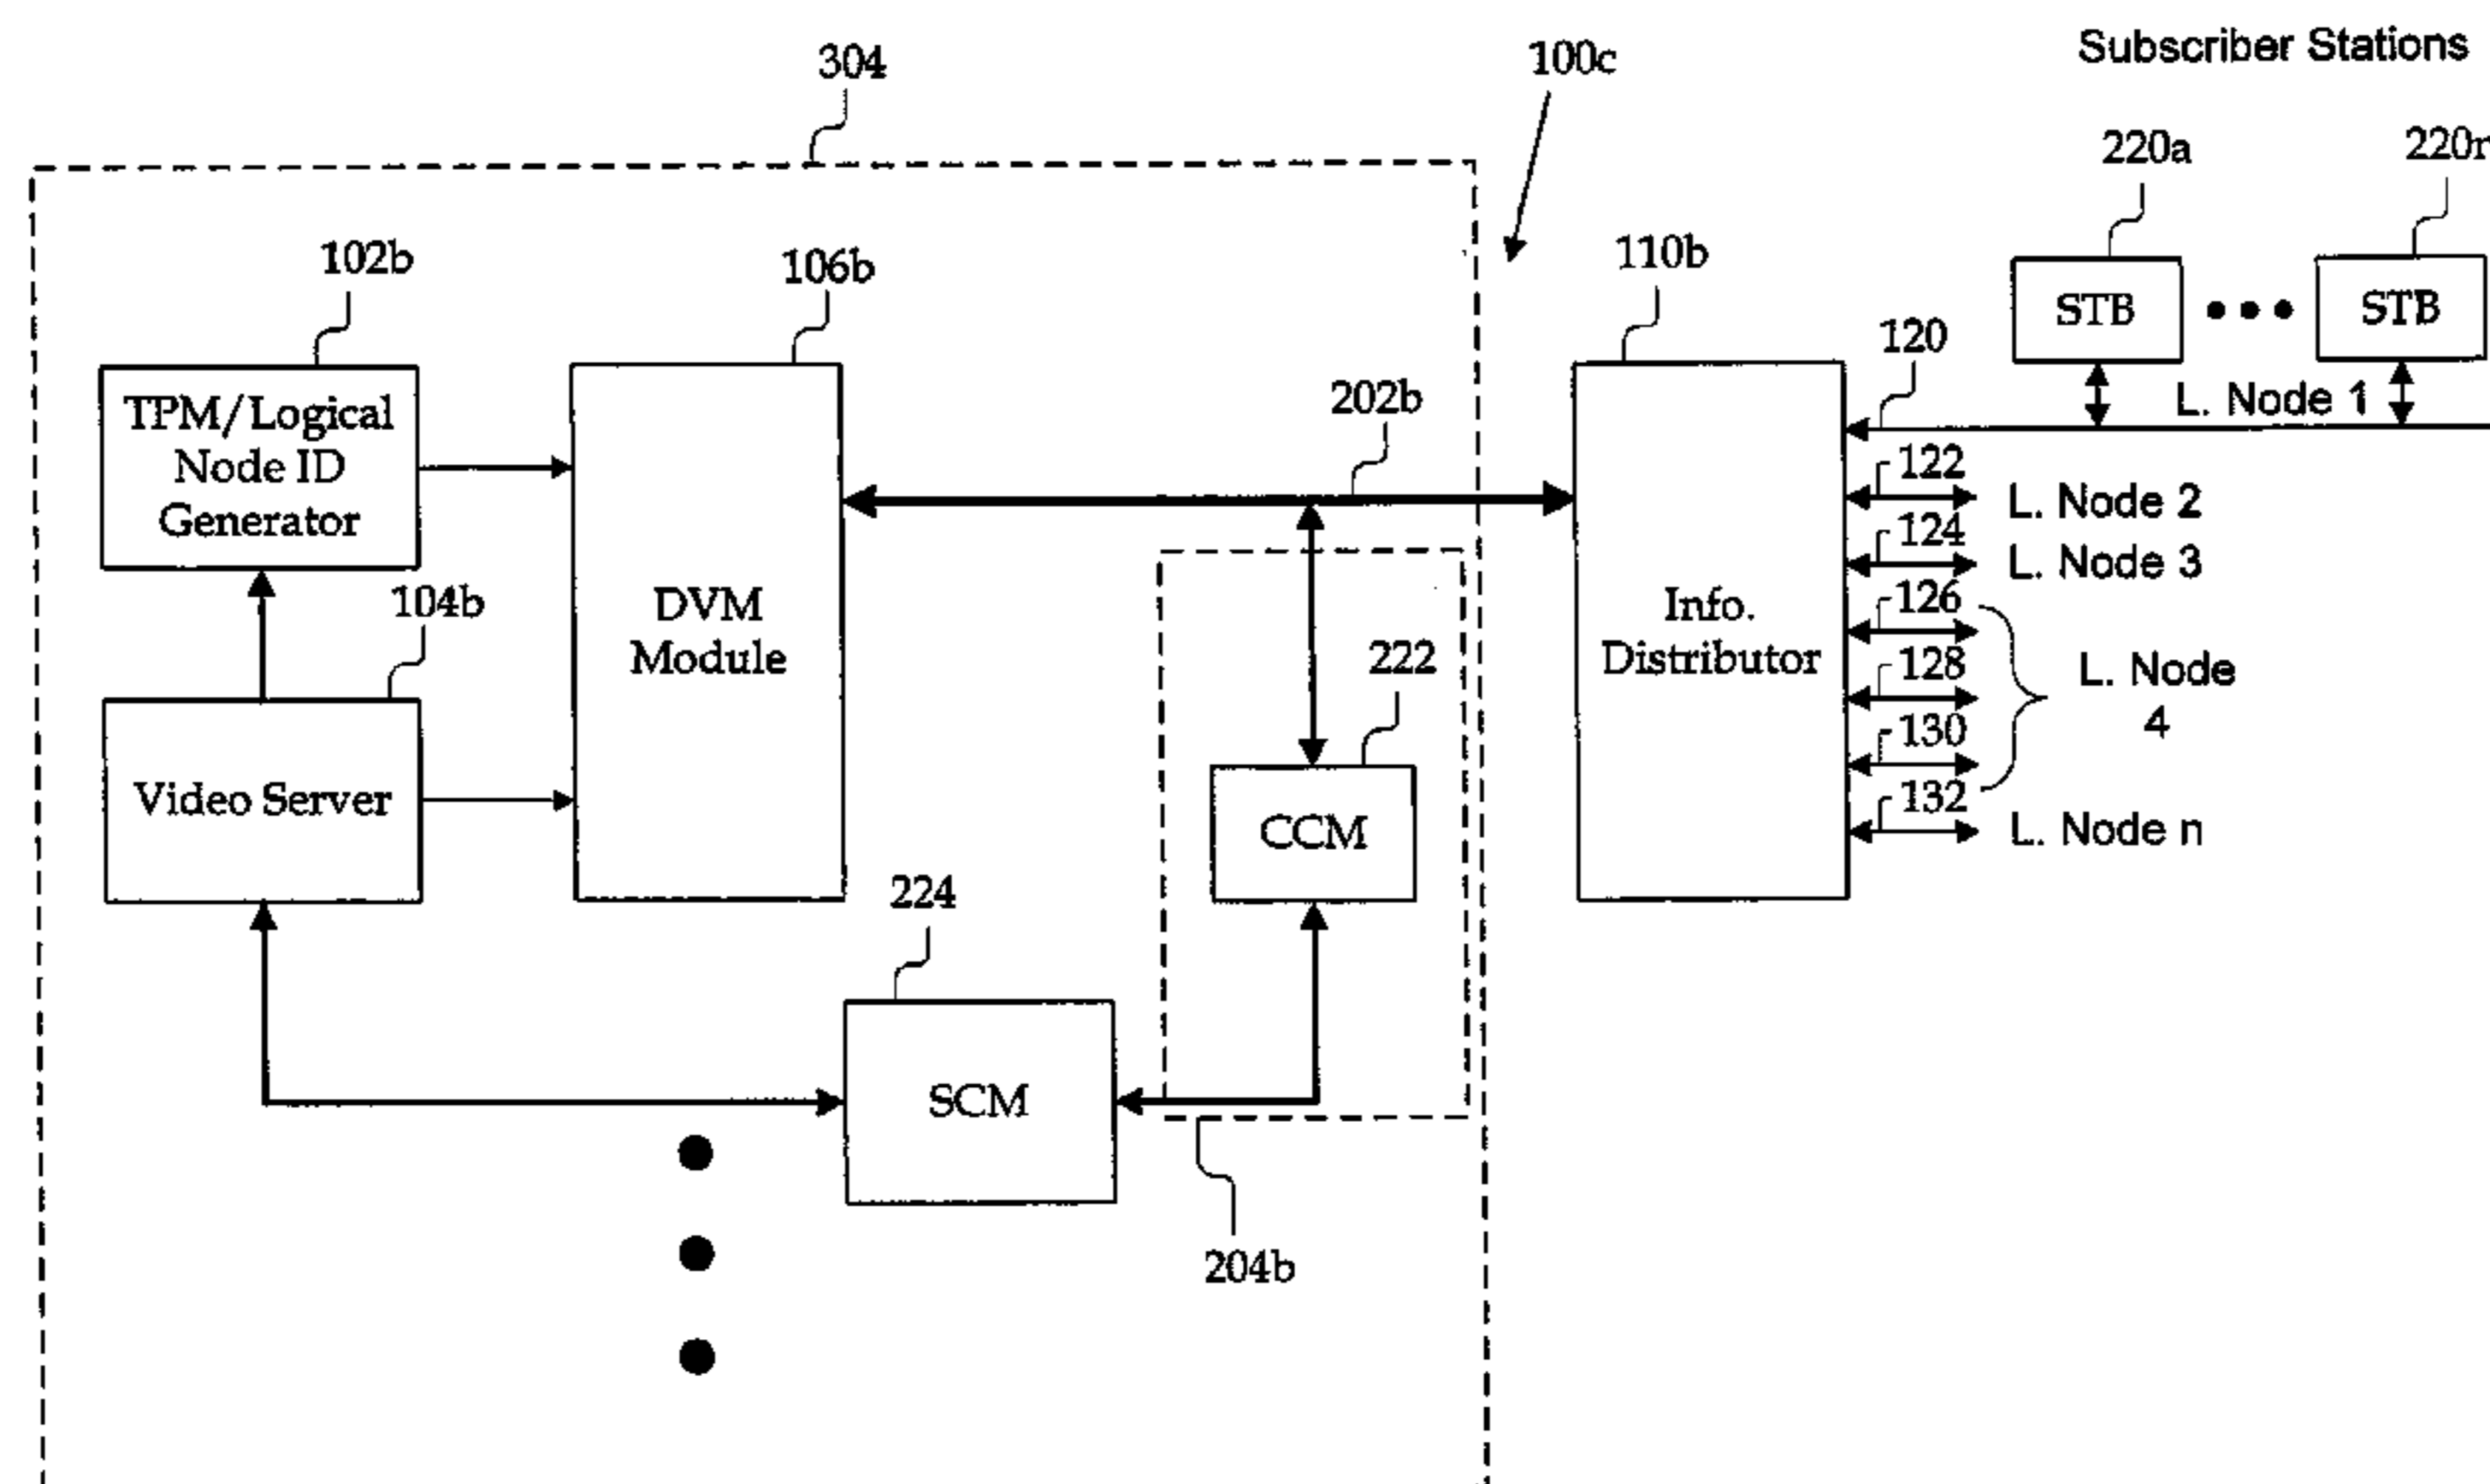 304
100c
Subscriber Stations
220a
102b
106b
110b
STB
STB
120
TPM/Logical
Node ID
Generator
202b
L. Node 1
122
L. Node 2
124
L. Node 3
104b
DVM
Module
Info.
Distributor
126
222
128
L. Node
4
130
Video Server
CCM
132
L. Node n
224
SCM
204b